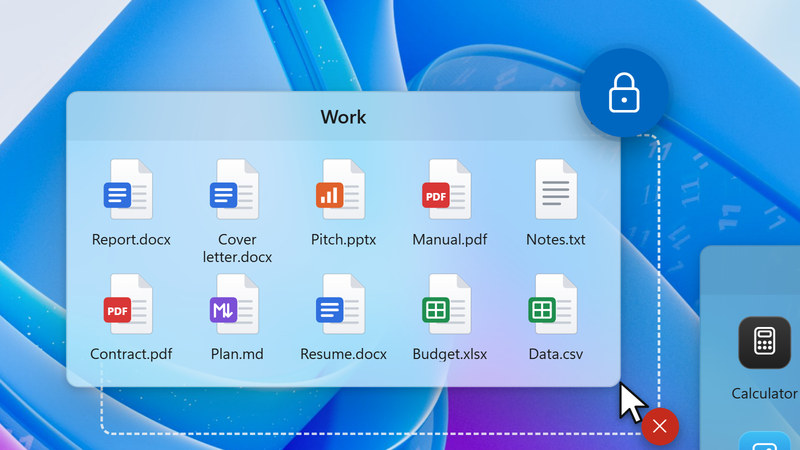 Work
Report.docx
Cover
letter.docx
Pitch.pptx
PDF
Manual.pdf
Notes.txt
PDF
Contract.pdf
M
Plan.md
Resume.docx
Budget.xlsx
Data.csv
Calculator